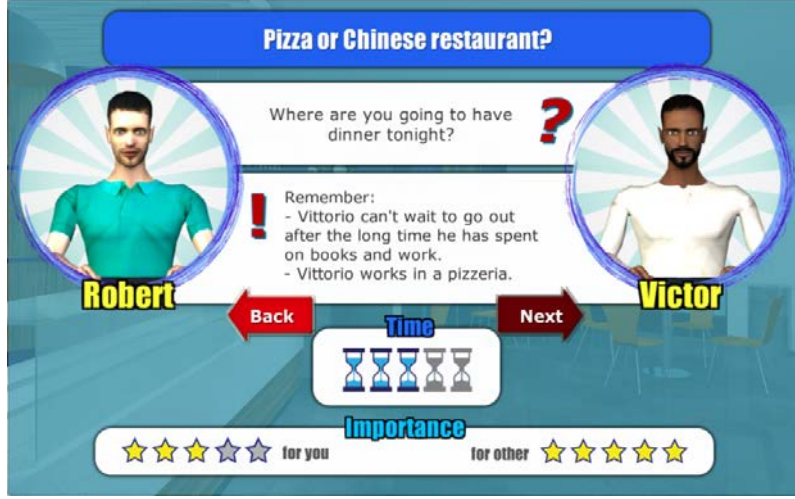 Pizza or Chinese restaurant?
Where are you going to have
dinner tonight?
?
!
Remember:
- Vittorio can't wait to go out
after the long time he has spent
on books and work.
- Vittorio works in a pizzeria.
Robert
Victor
Back
Next
Time
Importance
for you
for other